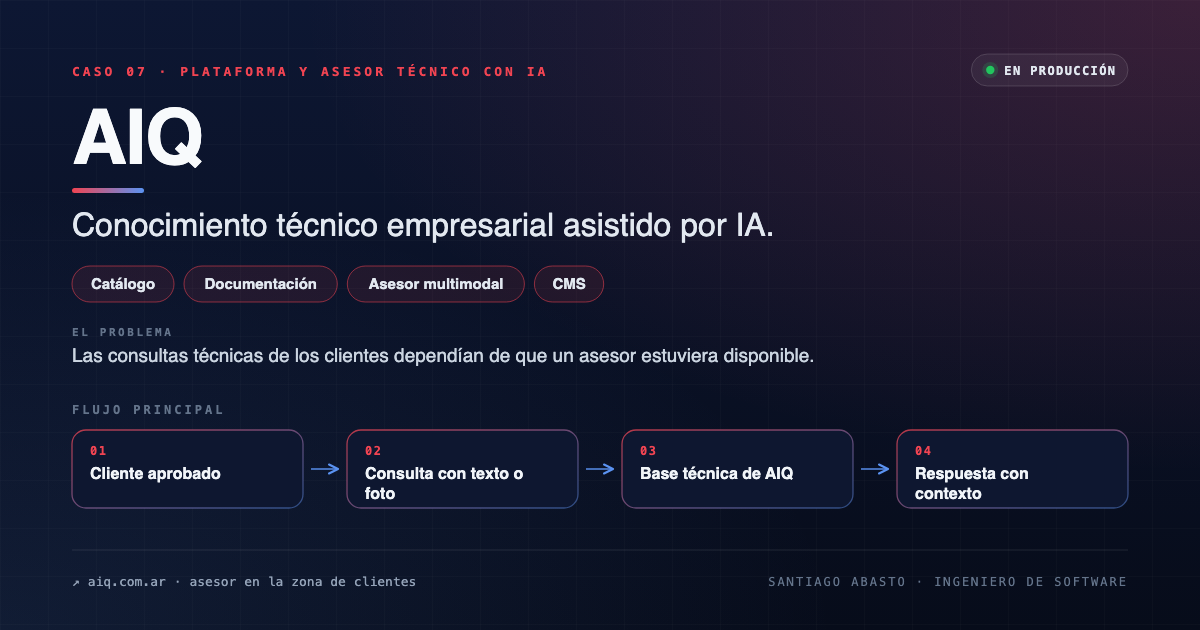 CASO 07 · PLATAFORMA Y ASESOR TÉCNICO CON IA
EN PRODUCCIÓN
AIQ
Conocimiento técnico empresarial asistido por IA.
Catálogo
Documentación
Asesor multimodal
CMS
EL PROBLEMA
Las consultas técnicas de los clientes dependían de que un asesor estuviera disponible.
FLUJO PRINCIPAL
01
Cliente aprobado
02
Consulta con texto o
foto
03
Base técnica de AIQ
04
Respuesta con
contexto
↗ aiq.com.ar · asesor en la zona de clientes
SANTIAGO ABASTO · INGENIERO DE SOFTWARE